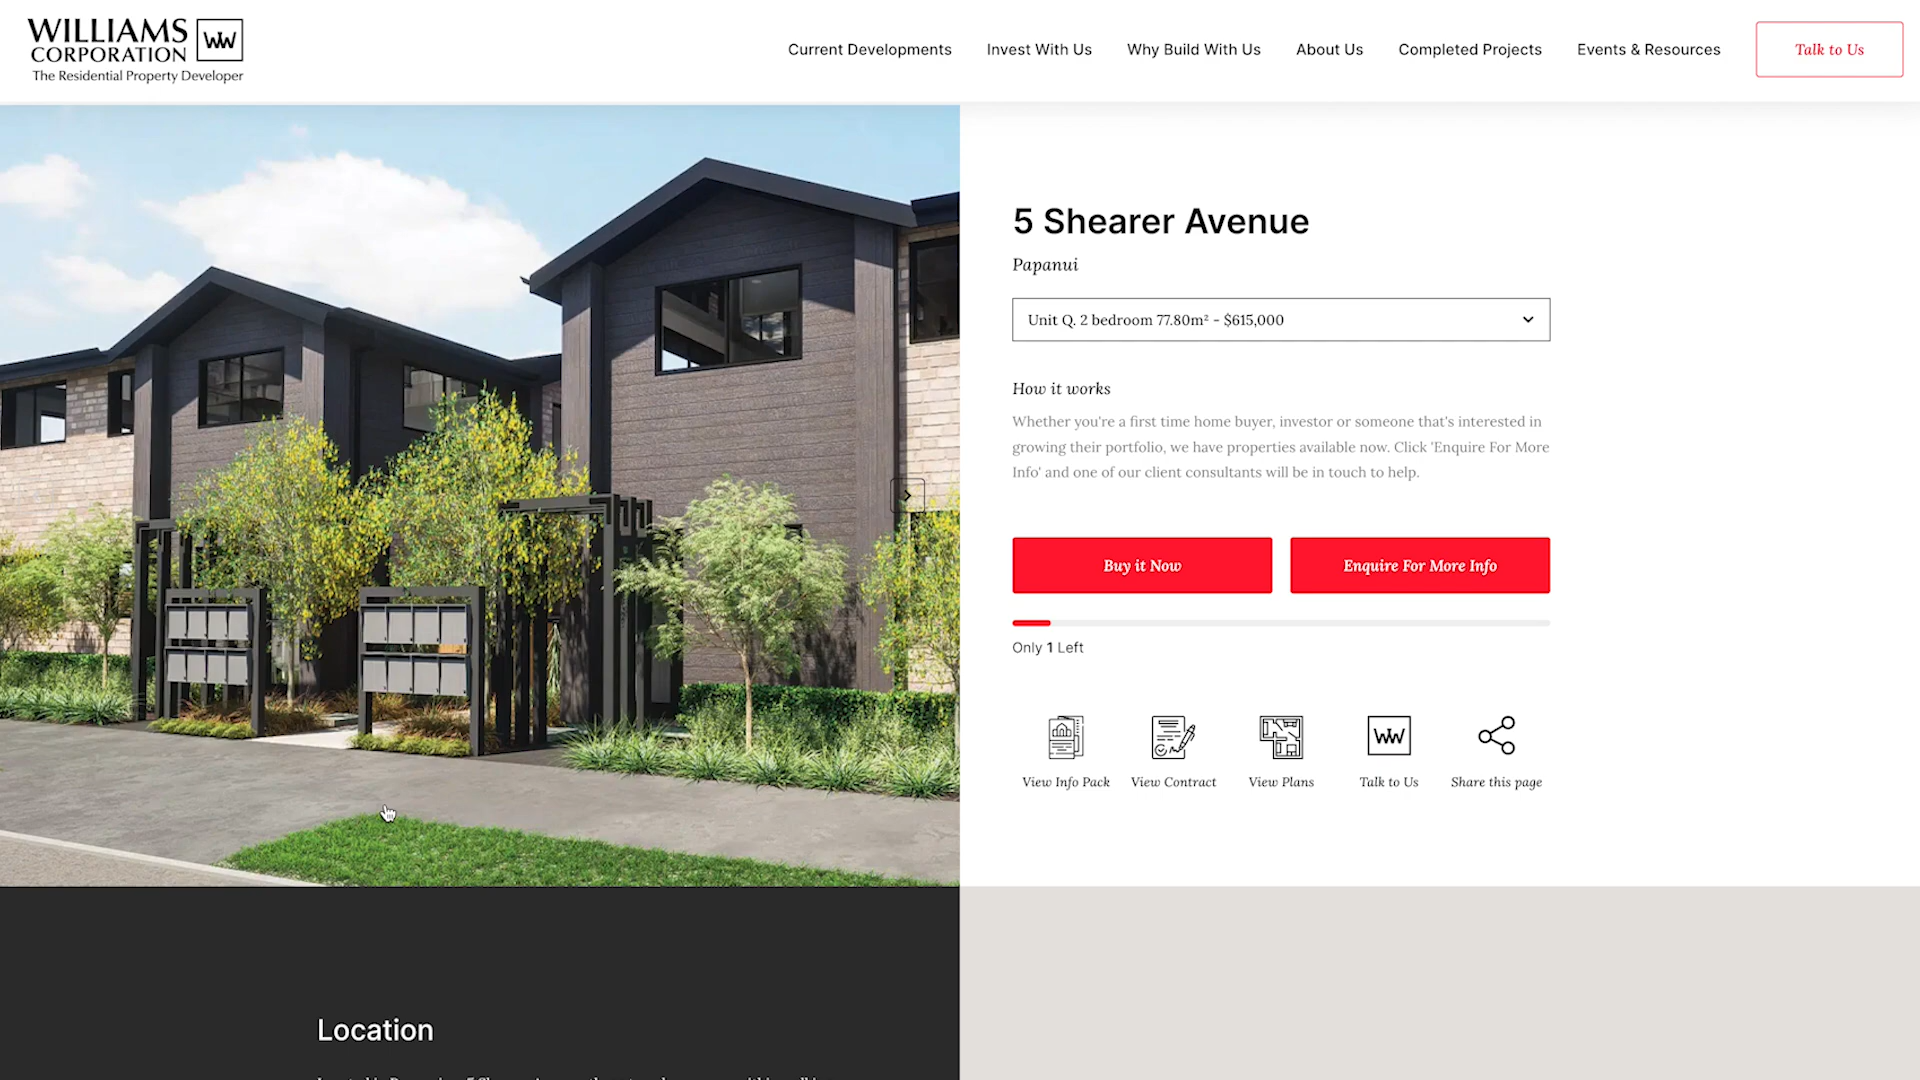 WILLIAMS
CORPORATION
The Residential Property Developer
Current Developments
Invest With Us
Why Build With Us
About Us
Completed Projects
Events & Resources
Talk to Us
5 Shearer Avenue
Papanui
Unit Q. 2 bedroom 77.80m² - $615,000
How it works
Whether you're a first time home buyer, investor or someone that's interested in
growing their portfolio, we have properties available now. Click 'Enquire For More
Info' and one of our client consultants will be in touch to help.
Buy it Now
Enquire For More Info
Only 1 Left
View Info Pack
View Contract
View Plans
Talk to Us
Share this page
Location